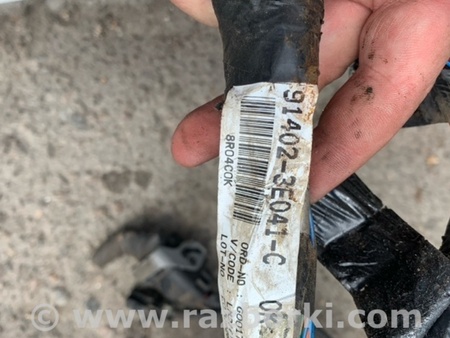 91402-3E041-C
8R04C0K
ORD-NO :
V'CODE :
LOT-NO
www.razborki.com